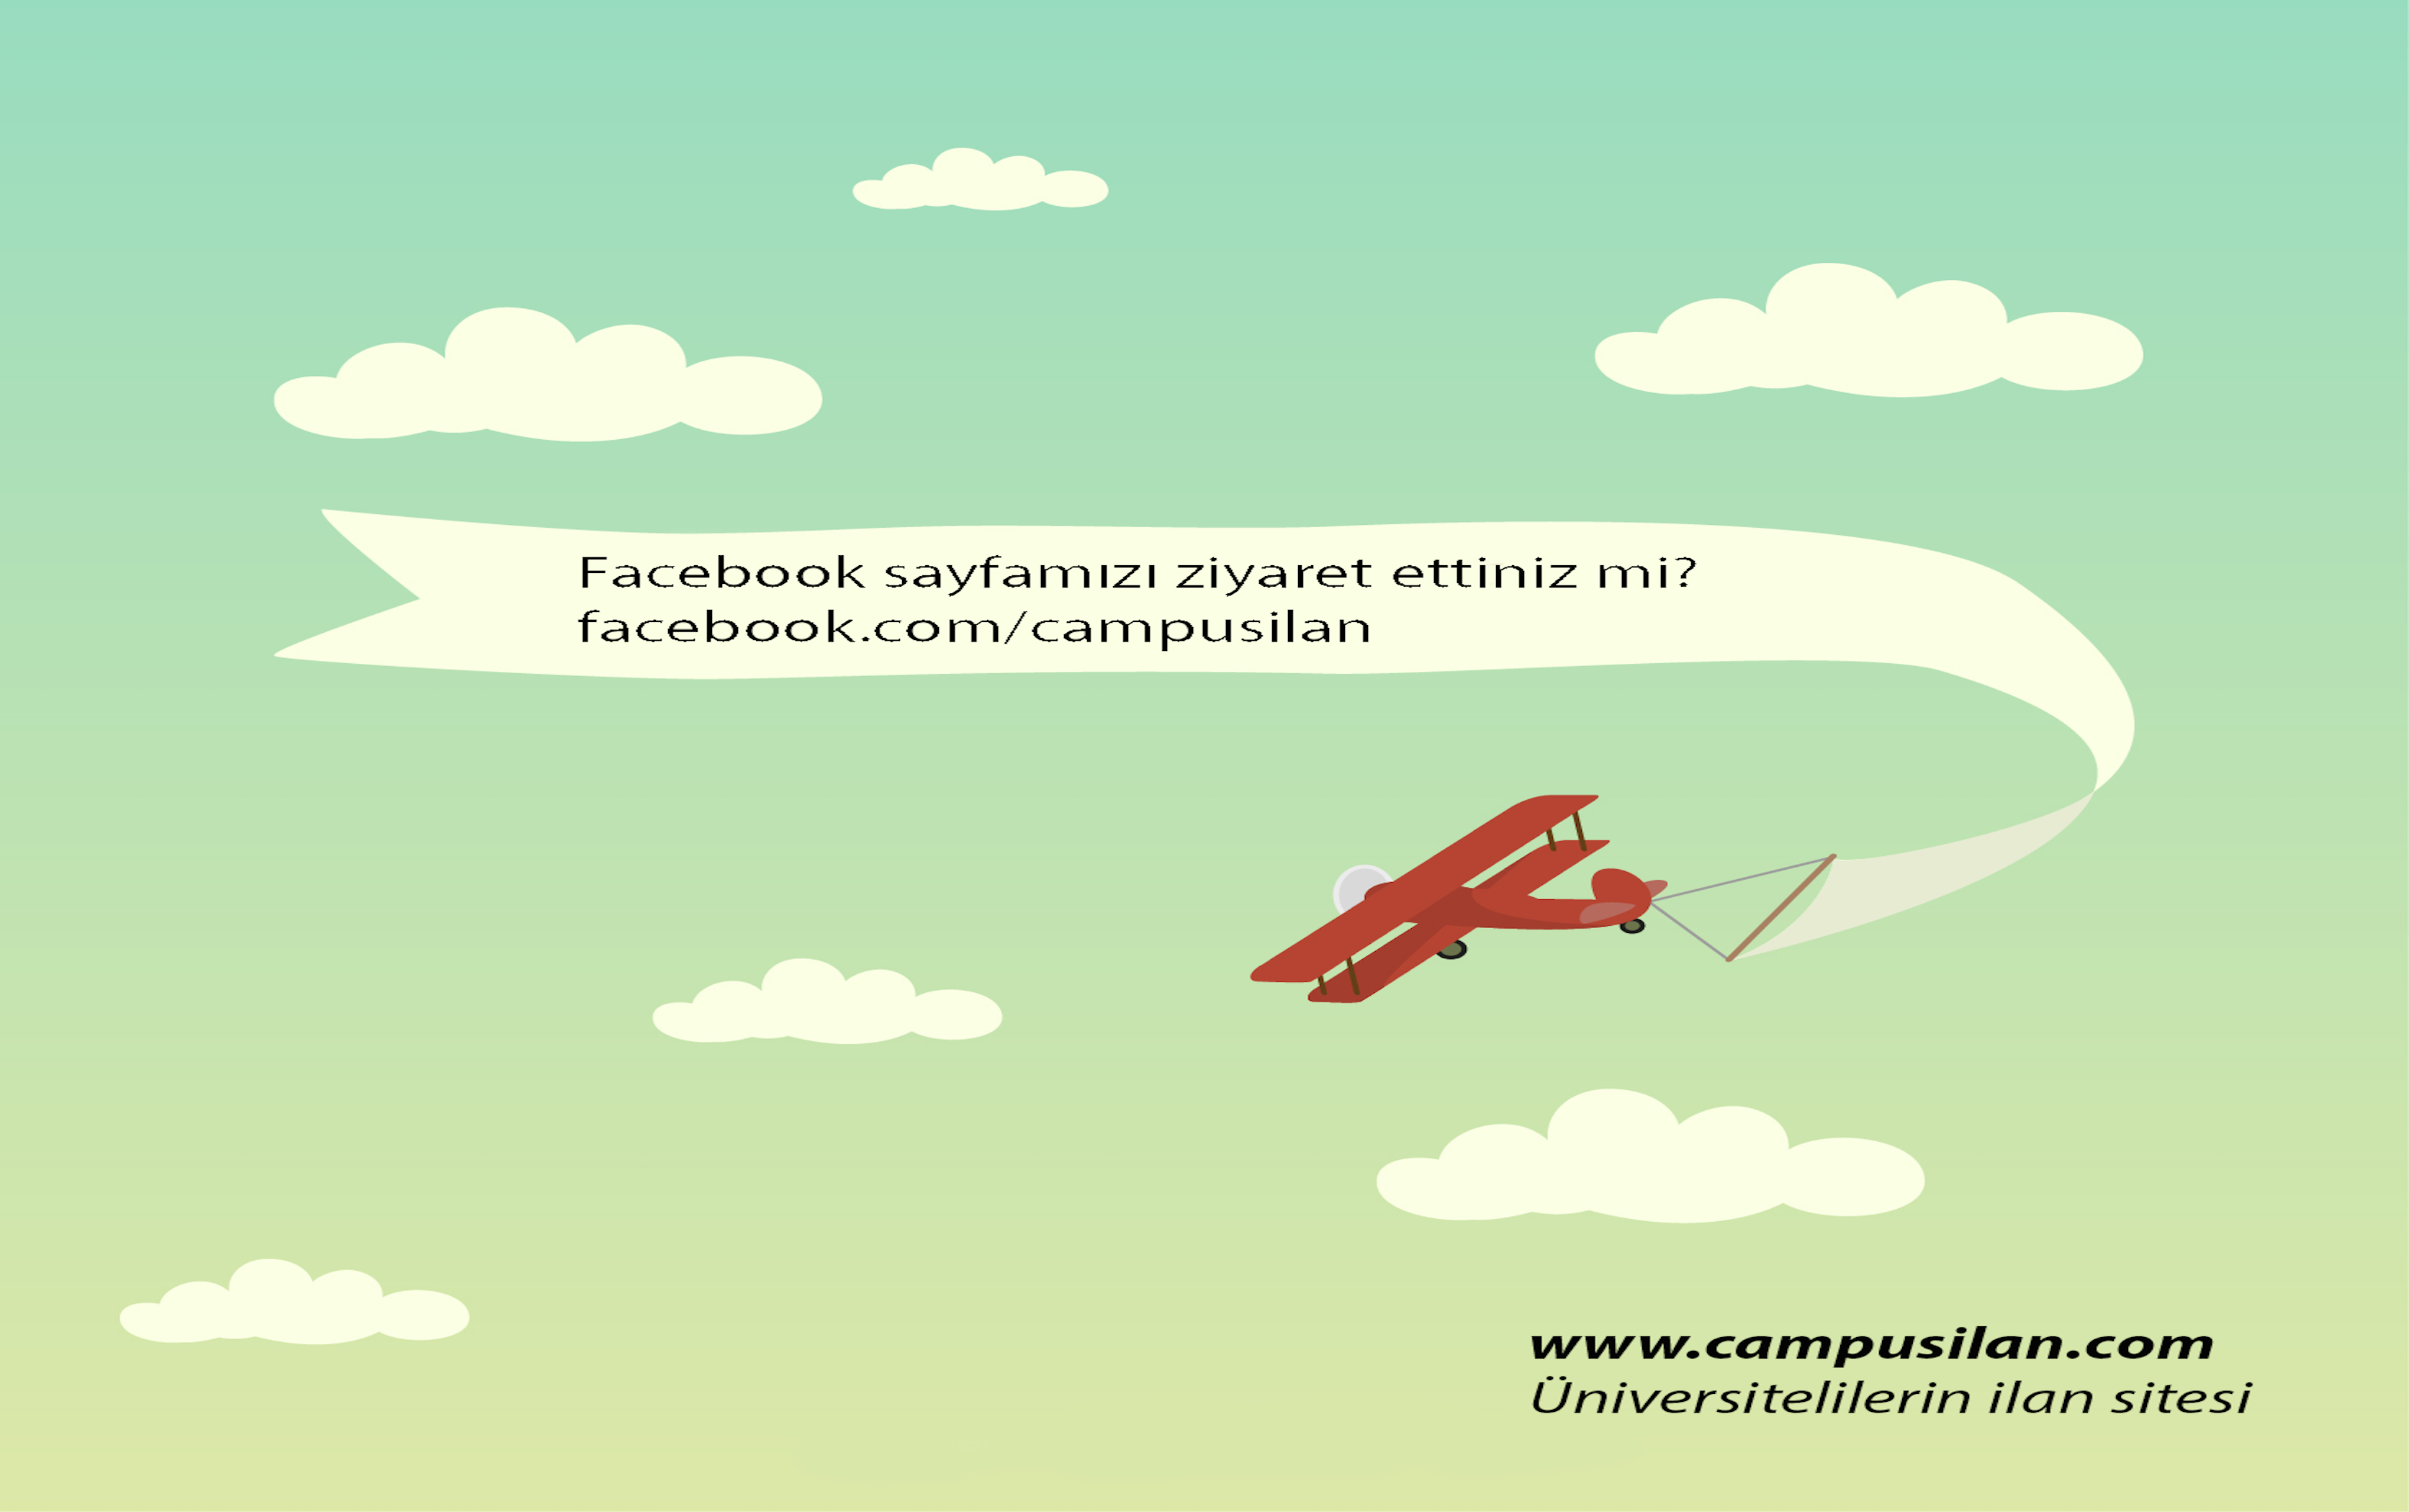 Facebook sayfamızı ziyaret ettiniz mi?
facebook.com/campusilan
www.campusilan.com
Üniversitelilerin ilan sitesi